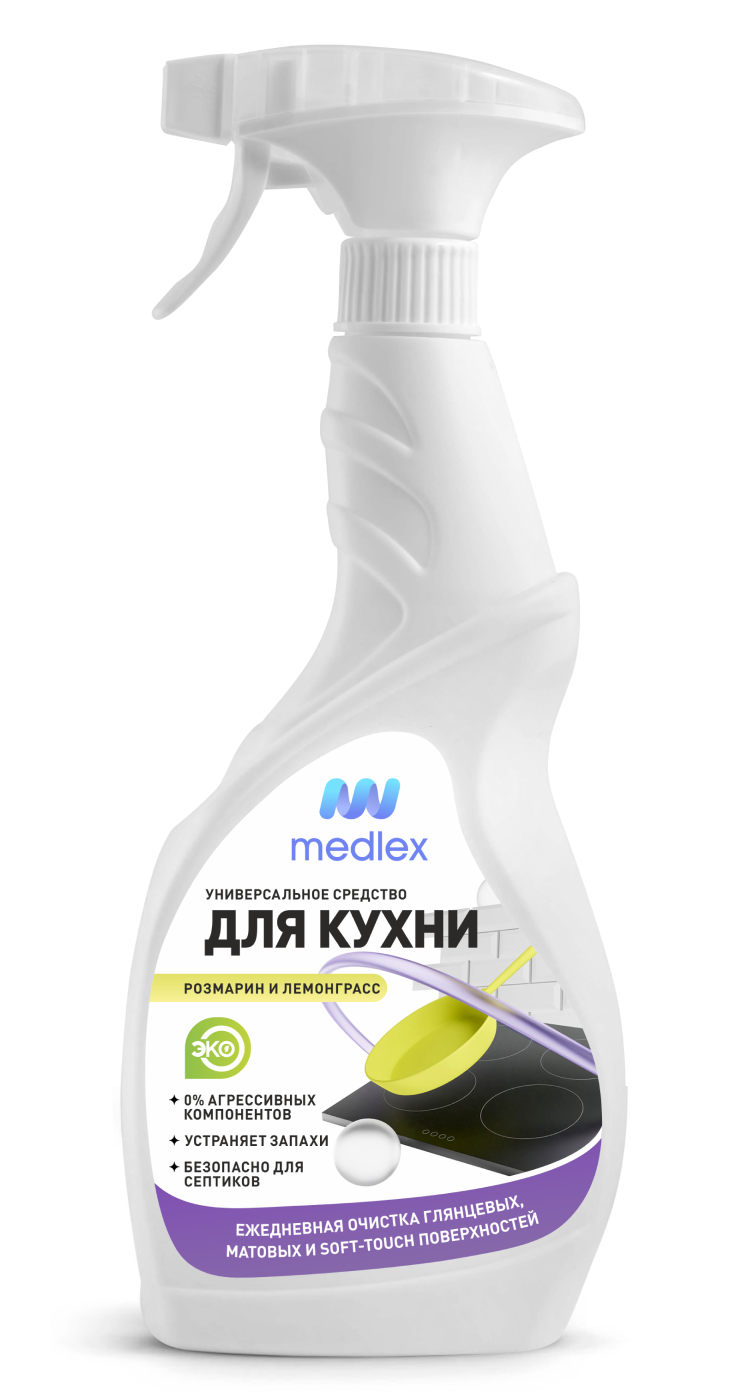 medlex
УНИВЕРСАЛЬНОЕ СРЕДСТВО
ДЛЯ КУХНИ
РОЗМАРИН И ЛЕМОНГРАСС
ЭКО
0% АГРЕССИВНЫХ
КОМПОНЕНТОВ
УСТРАНЯЕТ ЗАПАХИ
БЕЗОПАСНО ДЛЯ
СЕПТИКОВ
ЕЖЕДНЕВНАЯ ОЧИСТКА ГЛЯНЦЕВЫХ,
МАТОВЫХ И SOFT-TOUCH ПОВЕРХНОСТЕЙ